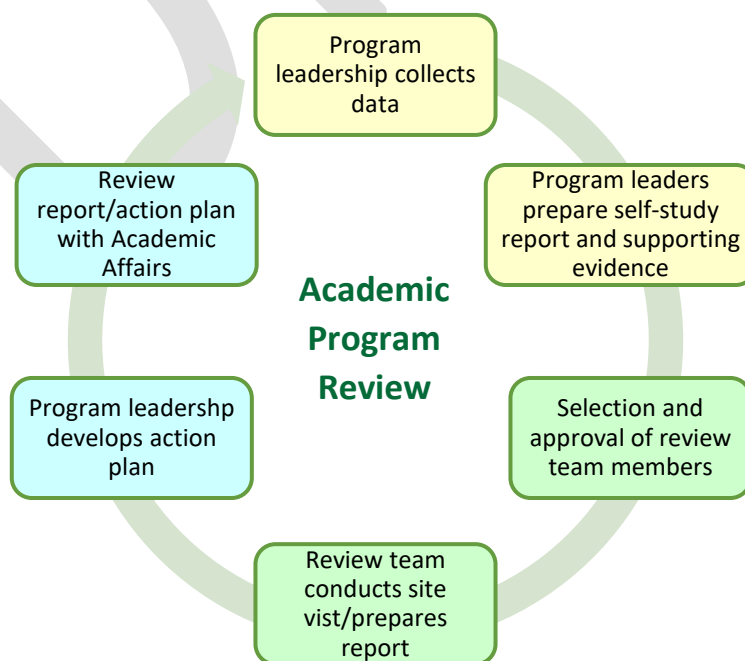 Program
leadership collects
data
Program leaders
prepare self-study
report and supporting
evidence
Selection and
approval of review
team members
Review team
conducts site
vist/prepares
report
Program leadershp
develops action
plan
Review
report/action plan
with Academic
Affairs
Academic
Program
Review